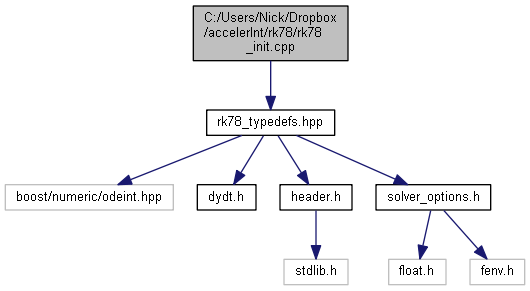 C:/Users/Nick/Dropbox
/accelerInt/rk78/rk78
_init.cpp
rk78_typedefs.hpp
boost/numeric/odeint.hpp
dydt.h
header.h
solver_options.h
stdlib.h
float.h
fenv.h